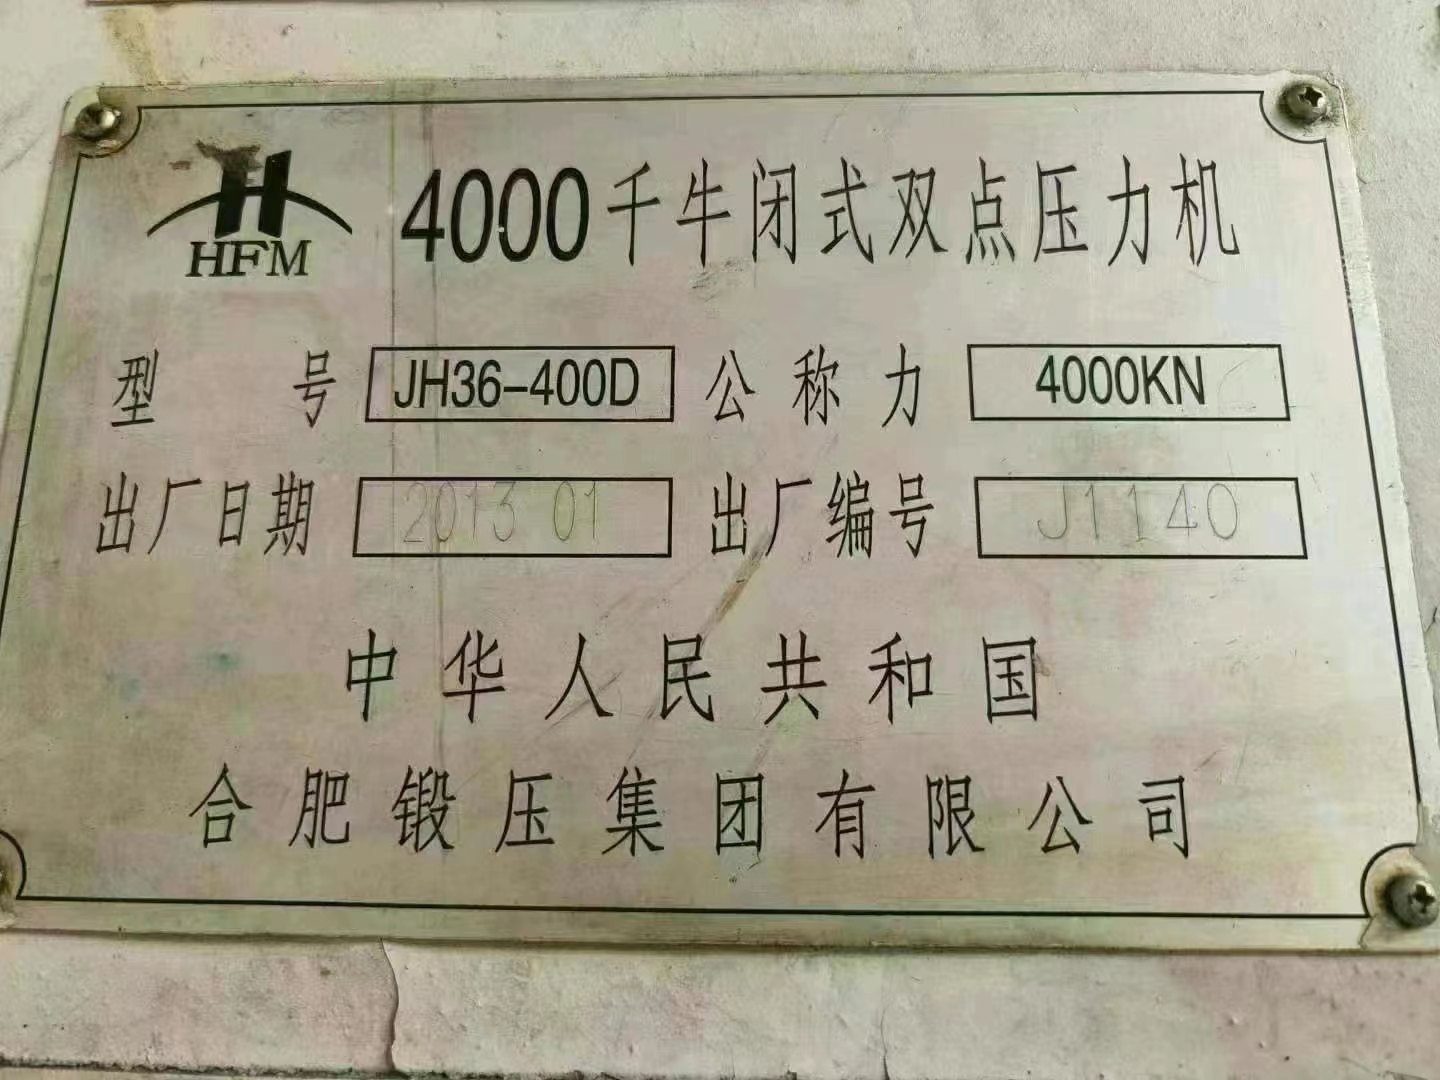 HFM
4000千牛闭式双点压力机
型号 JH36-400D 公称力 4000KN
出厂日期 2013 01 出厂编号 J1140
中华人民共和国
合肥锻压集团有限公司